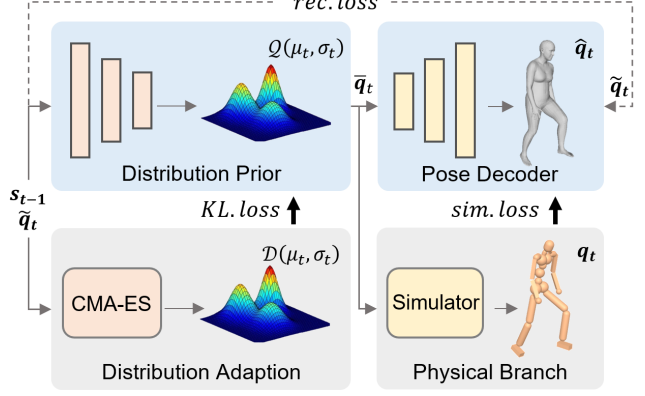 rec.loss
Q(μt, σt)
q̄t
q̂t
q̃t
Distribution Prior
Pose Decoder
st−1
q̃t
KL.loss
sim.loss
D(μt, σt)
qt
CMA-ES
Simulator
Distribution Adaption
Physical Branch